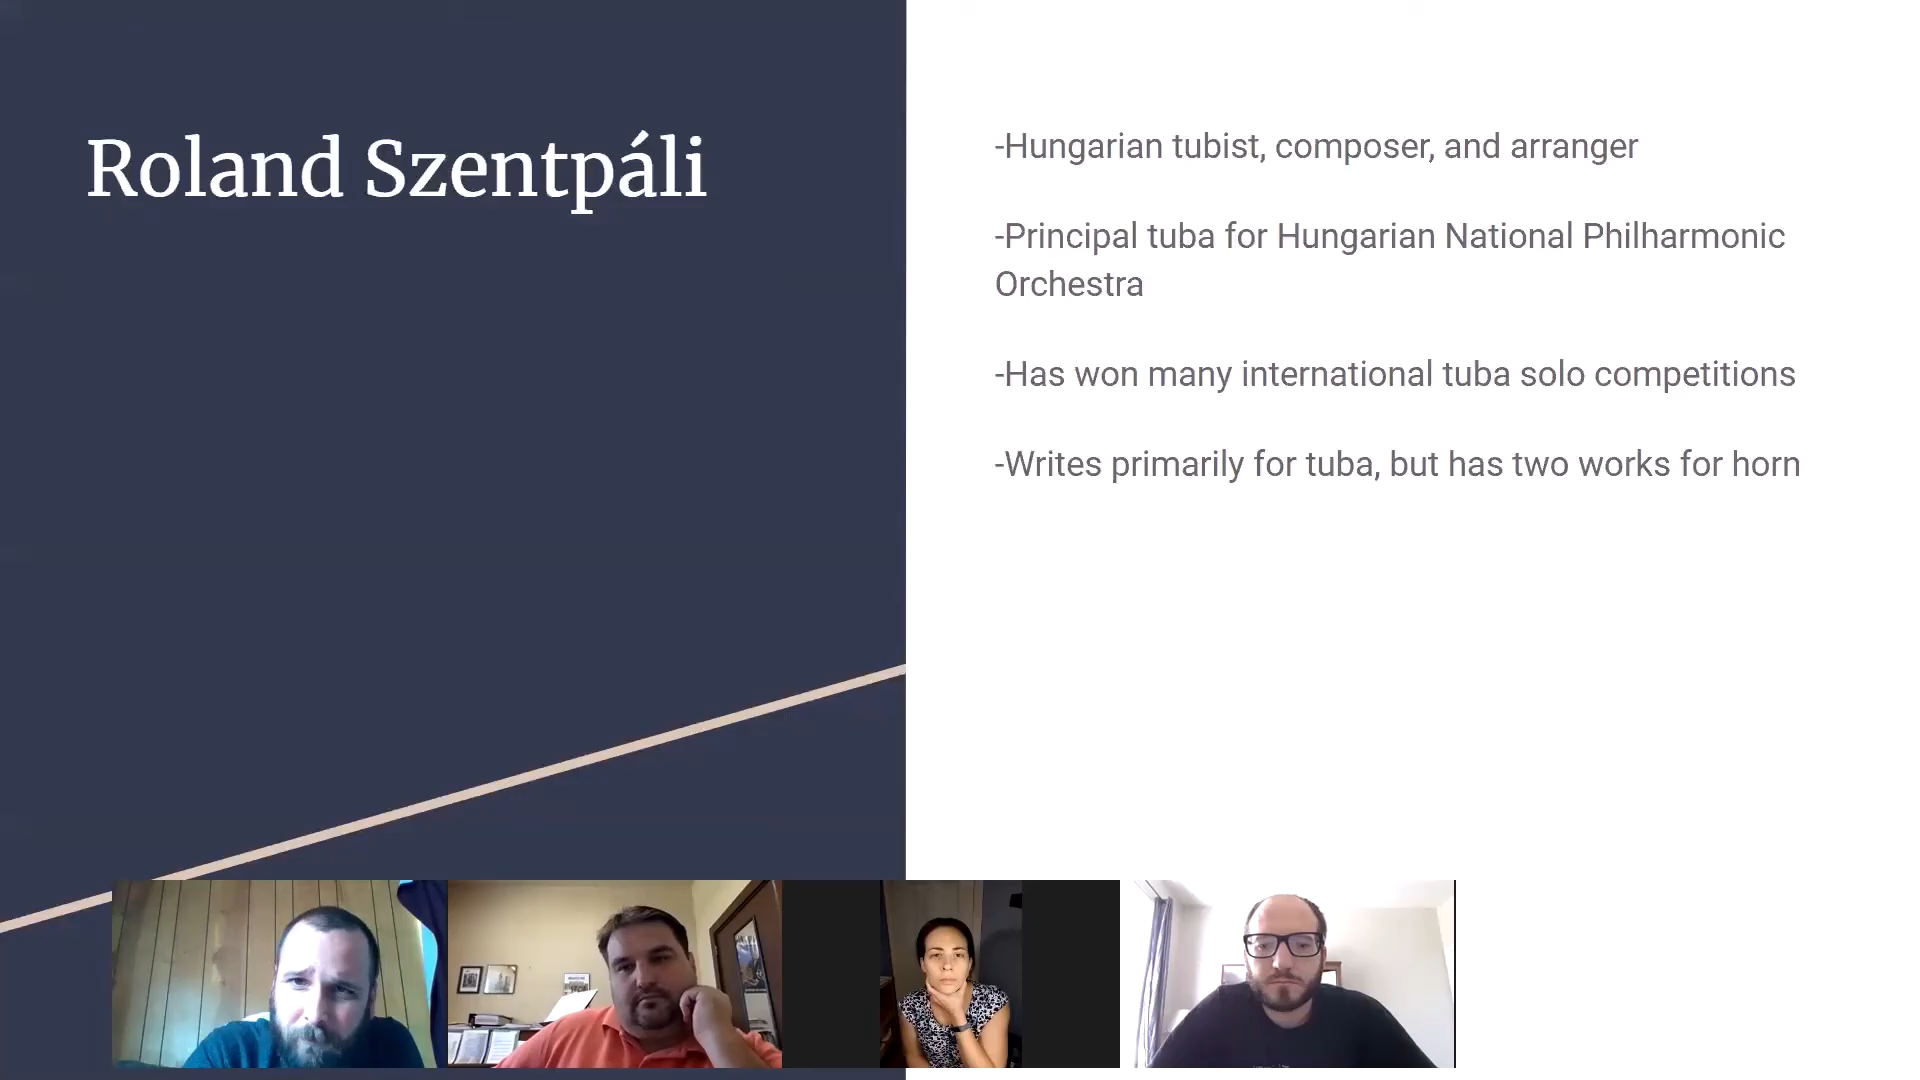 Roland Szentpáli
-Hungarian tubist, composer, and arranger
-Principal tuba for Hungarian National Philharmonic
Orchestra
-Has won many international tuba solo competitions
-Writes primarily for tuba, but has two works for horn